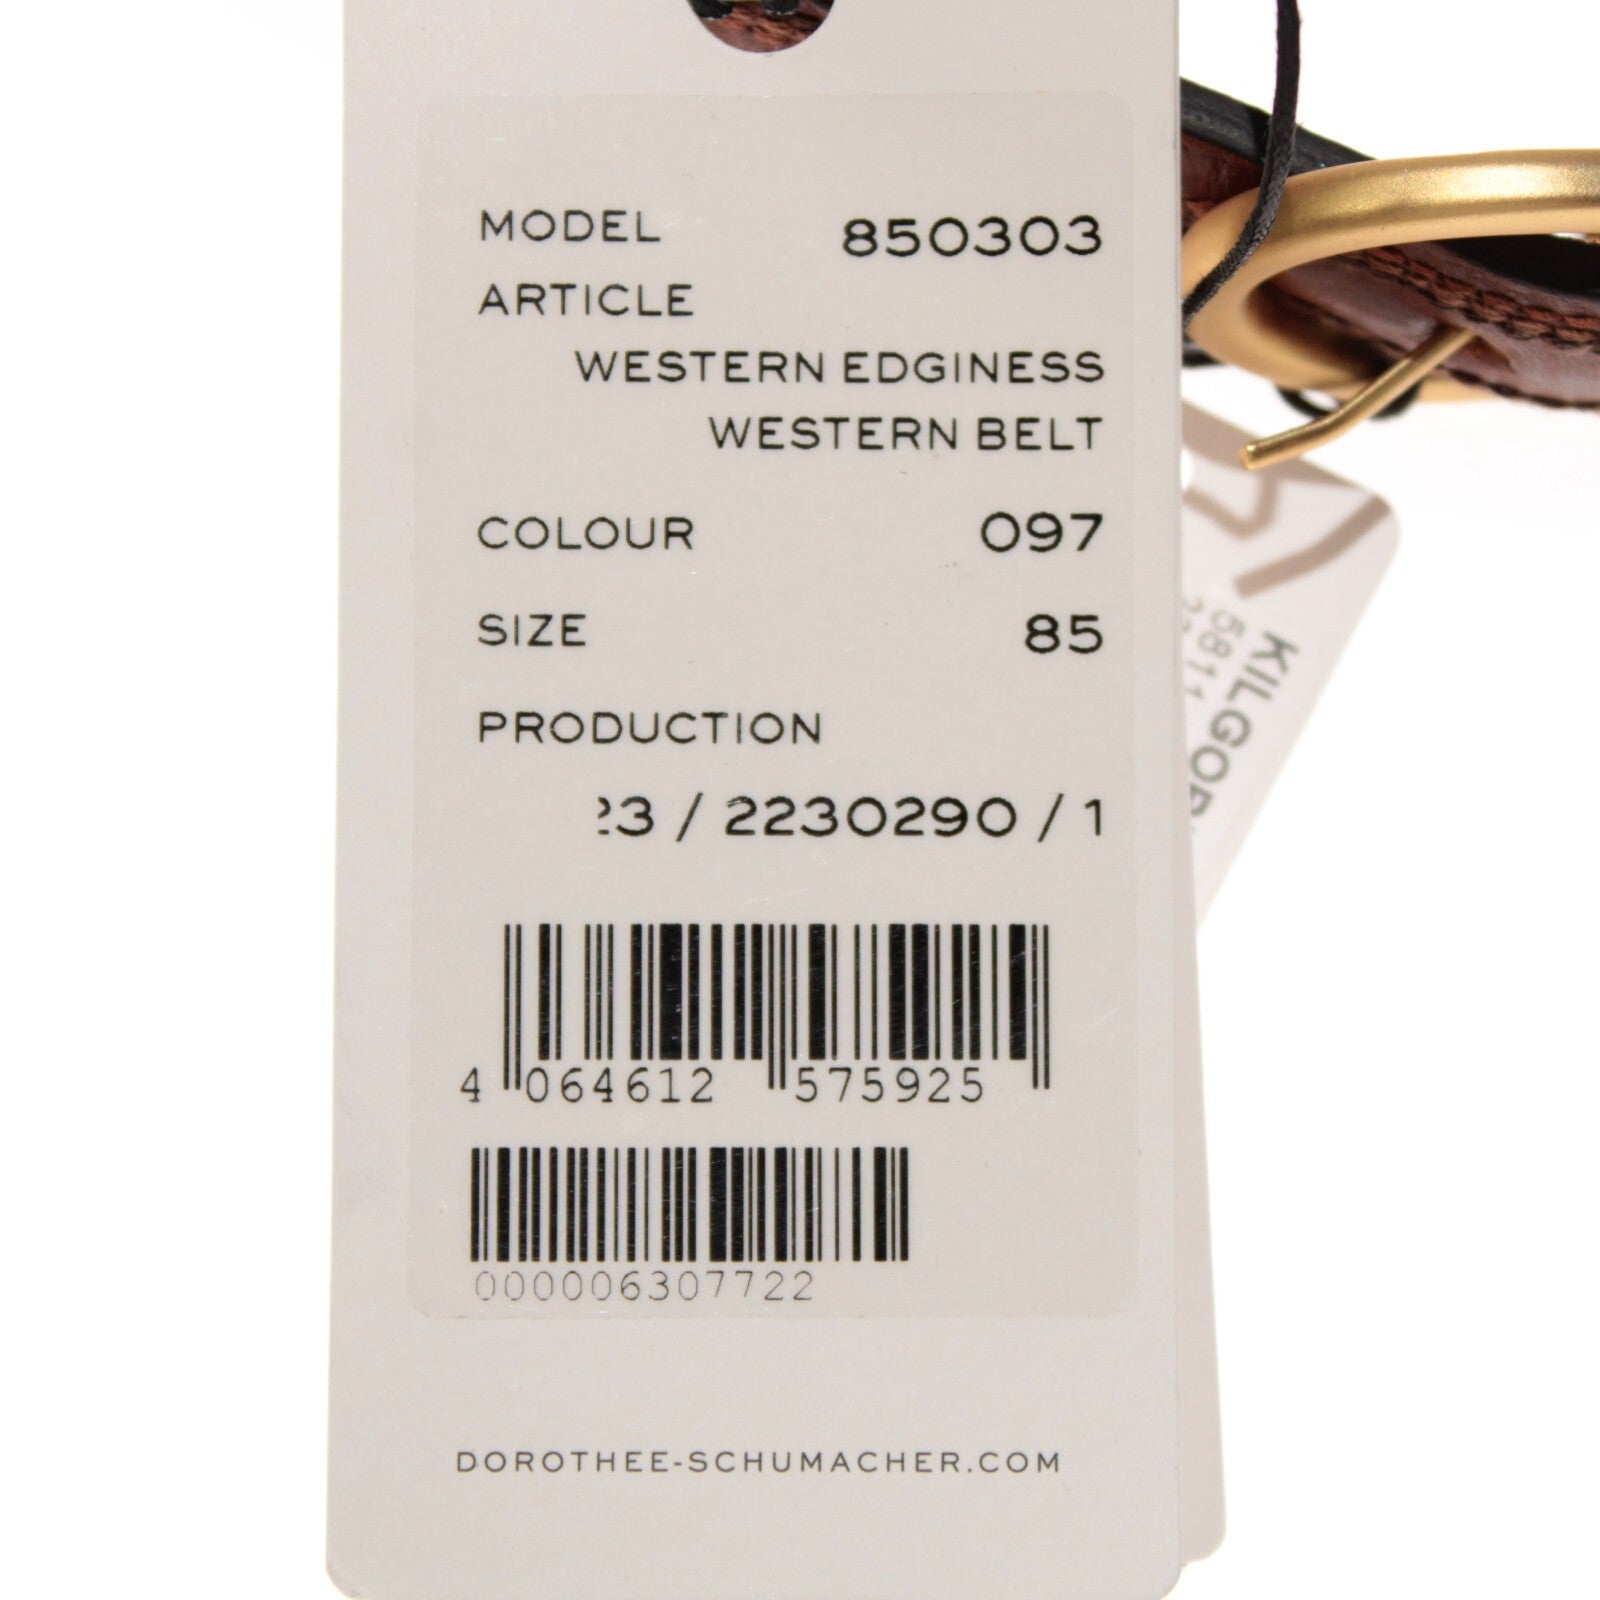 MODEL 850303
ARTICLE
WESTERN EDGINESS
WESTERN BELT
COLOUR 097
SIZE 85
PRODUCTION
23 / 2230290 / 1
4 064612 575925
000006307722
DOROTHEE-SCHUMACHER.COM
5811